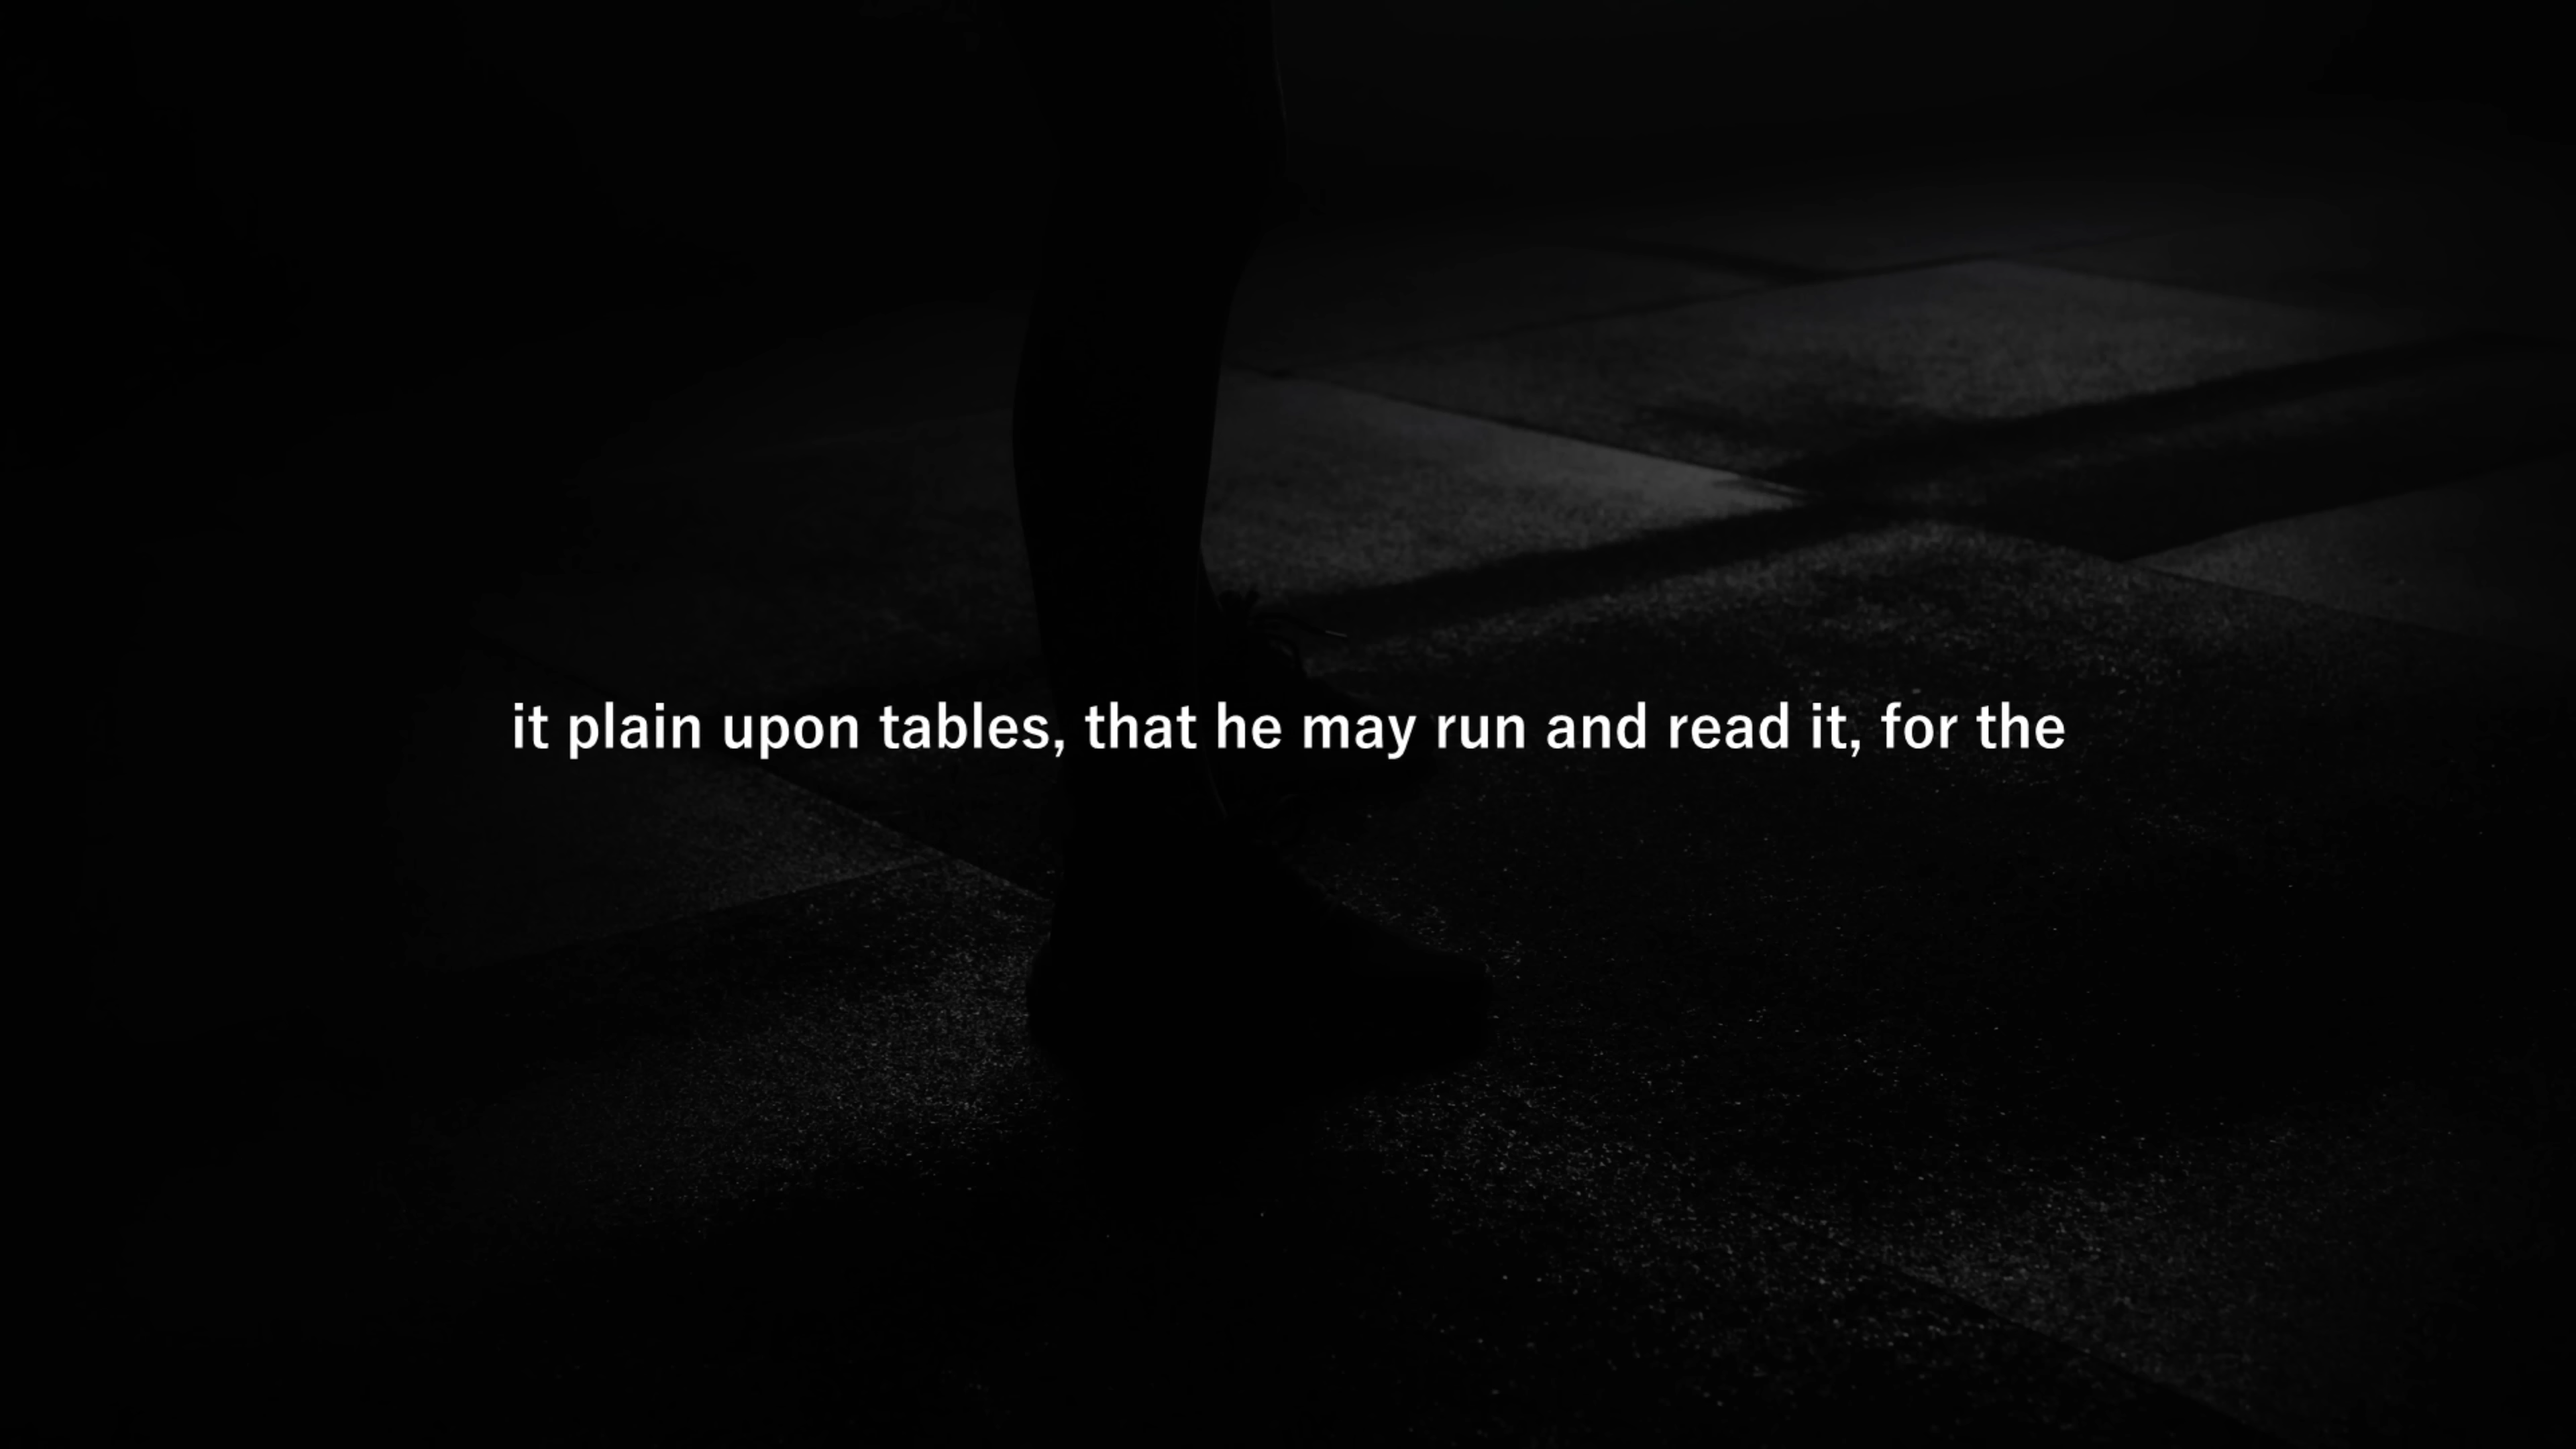 it plain upon tables, that he may run and read it, for the